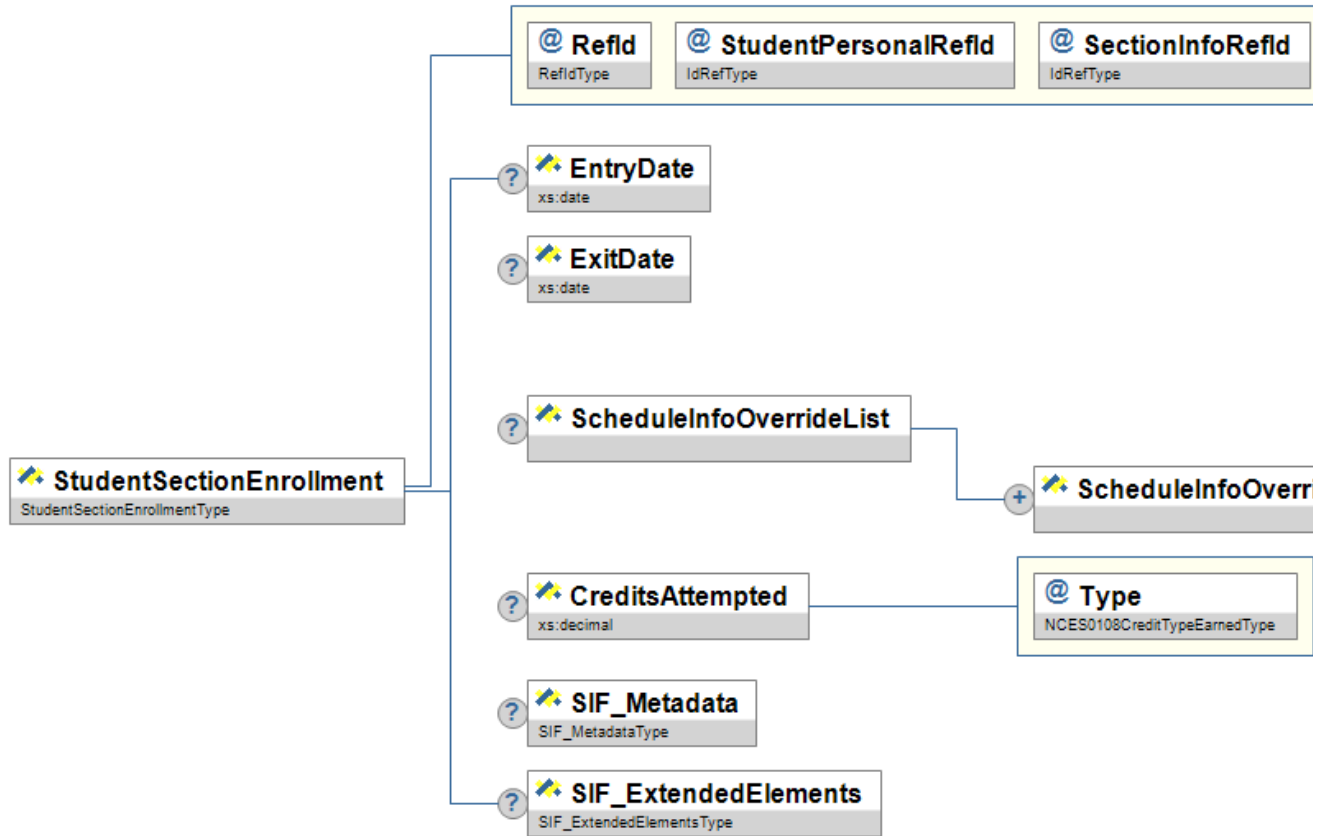 @ RefId
RefIdType
@ StudentPersonalRefId
IdRefType
@ SectionInfoRefId
IdRefType
? EntryDate
xs:date
? ExitDate
xs:date
? ScheduleInfoOverrideList
StudentSectionEnrollment
StudentSectionEnrollmentType
+ ScheduleInfoOverri
? CreditsAttempted
xs:decimal
@ Type
NCES0108CreditTypeEarnedType
? SIF_Metadata
SIF_MetadataType
? SIF_ExtendedElements
SIF_ExtendedElementsType